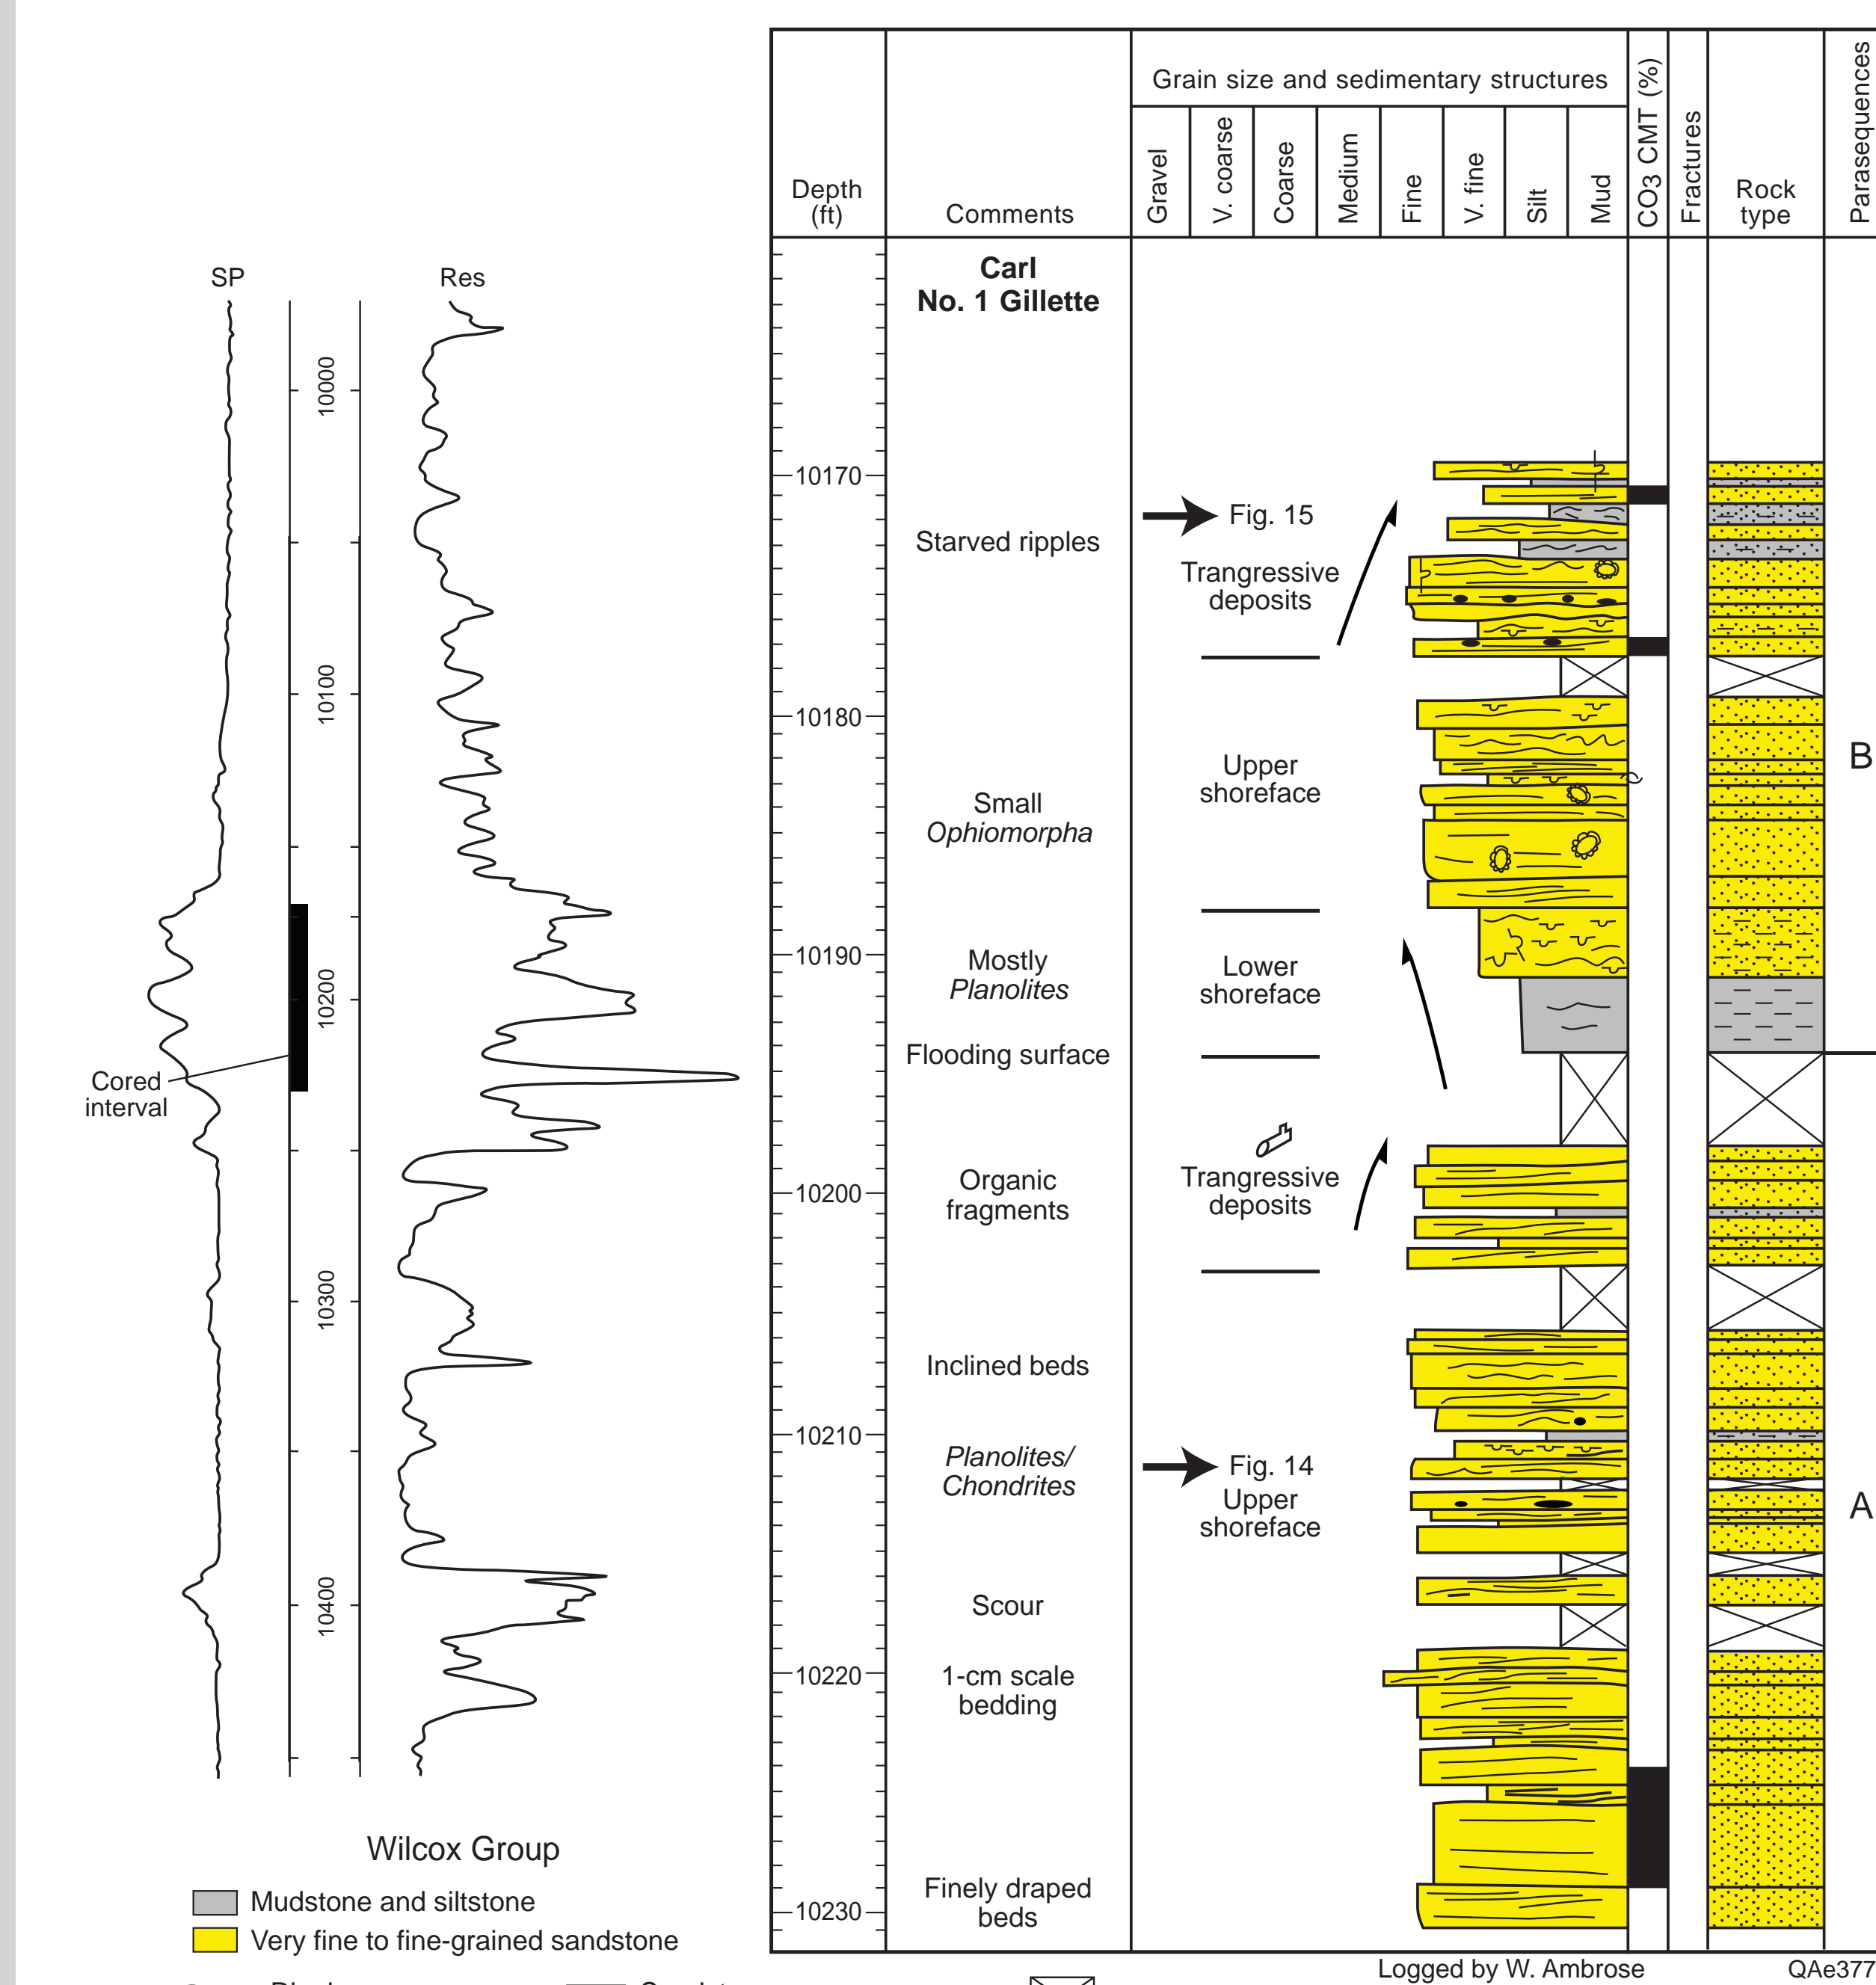 SP
Res
10000
10100
10200
10300
10400
Cored
interval
Wilcox Group
Mudstone and siltstone
Very fine to fine-grained sandstone
Depth
(ft)
Comments
Grain size and sedimentary structures
Gravel
V. coarse
Coarse
Medium
Fine
V. fine
Silt
Mud
CO3 CMT (%)
Fractures
Rock
type
Parasequences
Carl
No. 1 Gillette
10170
Fig. 15
Starved ripples
Trangressive
deposits
10180
B
Upper
shoreface
Small
Ophiomorpha
10190
Mostly
Planolites
Lower
shoreface
Flooding surface
10200
Organic
fragments
Trangressive
deposits
Inclined beds
10210
Planolites/
Chondrites
Fig. 14
Upper
shoreface
A
Scour
10220
1-cm scale
bedding
Finely draped
beds
10230
Logged by W. Ambrose
QAe377